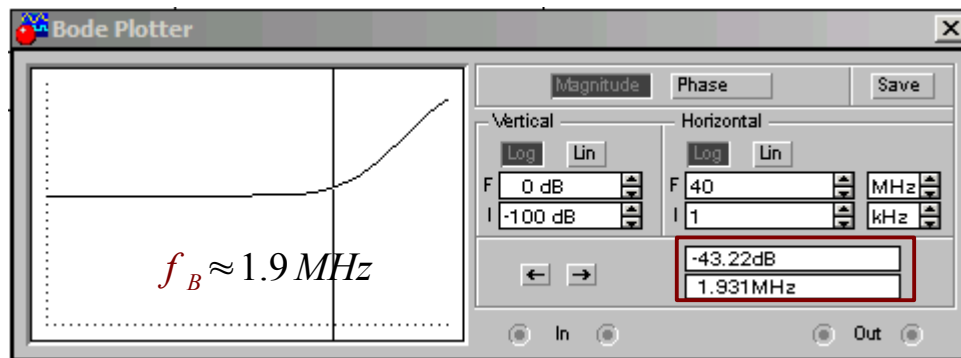 Bode Plotter
Magnitude Phase Save
Vertical Horizontal
Log Lin Log Lin
F 0 dB F 40 MHz
I -100 dB I 1 kHz
-43.22dB
1.931MHz
f B ≈ 1.9 MHz
In Out